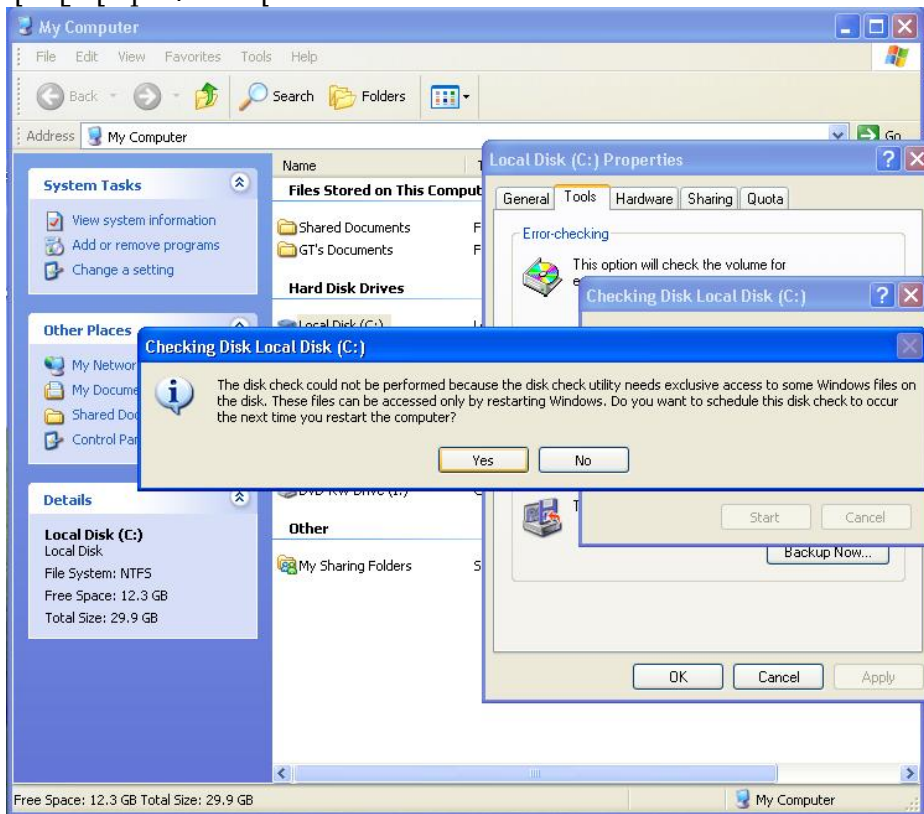 My Computer
File Edit View Favorites Tools Help
Back Search Folders
Address My Computer Go
Name
System Tasks
View system information
Add or remove programs
Change a setting
Other Places
My Documents
Control
Details
Local Disk (C:)
Local Disk
File System: NTFS
Free Space: 12.3 GB
Total Size: 29.9 GB
Files Stored on This
Shared Documents F
GT's Documents F
Hard Disk Drives
Local Disk (C:)
Other
My Sharing Folders S
Local Disk (C:) Properties
General Tools Hardware Sharing Quota
Error-checking
This option will check the volume for
Checking Disk Local Disk (C:)
Checking Disk Local Disk (C:)
The disk check could not be performed because the disk check utility needs exclusive access to some Windows files on
the disk. These files can be accessed only by restarting Windows. Do you want to schedule this disk check to occur
the next time you restart the computer?
Yes No
Start Cancel
Backup Now...
OK Cancel Apply
Free Space: 12.3 GB Total Size: 29.9 GB My Computer